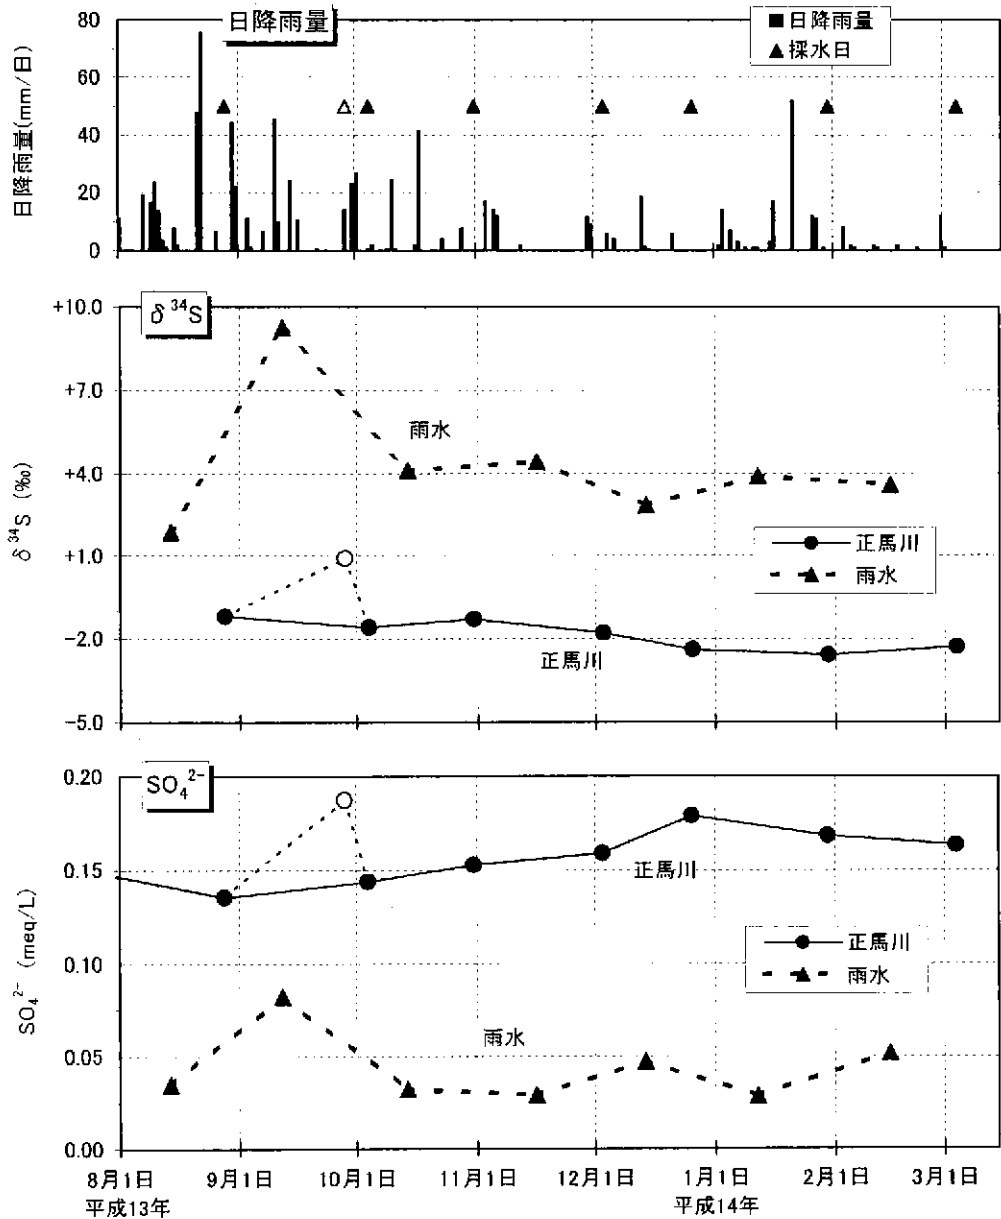 日降雨量
日降雨量(mm/日)
80
60
40
20
0
日降雨量
採水日
δ³⁴S
δ³⁴S (‰)
+10.0
+7.0
+4.0
+1.0
-2.0
-5.0
雨水
正馬川
雨水
正馬川
SO₄²⁻
SO₄²⁻ (meq/L)
0.20
0.15
0.10
0.05
0.00
正馬川
正馬川
雨水
雨水
8月1日 9月1日 10月1日 11月1日 12月1日 1月1日 2月1日 3月1日
平成13年 平成14年